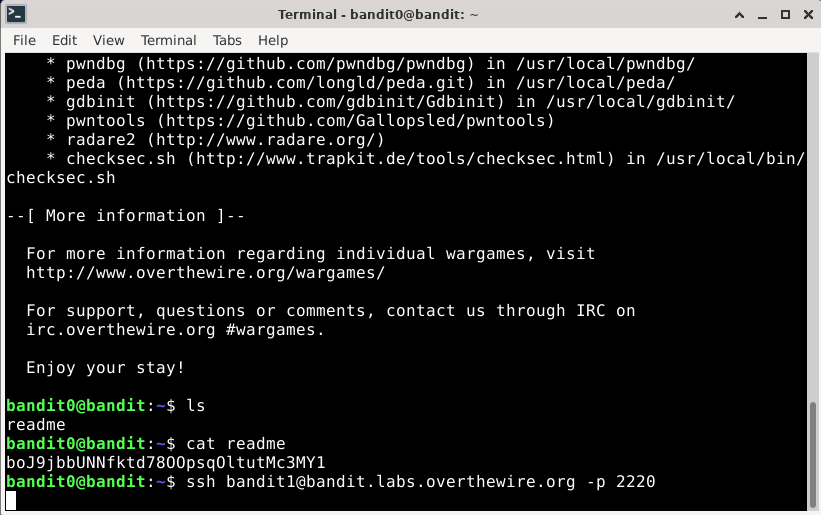 Terminal - bandit0@bandit: ~
File Edit View Terminal Tabs Help
* pwndbg (https://github.com/pwndbg/pwndbg) in /usr/local/pwndbg/
* peda (https://github.com/longld/peda.git) in /usr/local/peda/
* gdbinit (https://github.com/gdbinit/Gdbinit) in /usr/local/gdbinit/
* pwntools (https://github.com/Gallopsled/pwntools)
* radare2 (http://www.radare.org/)
* checksec.sh (http://www.trapkit.de/tools/checksec.html) in /usr/local/bin/
checksec.sh
--[ More information ]--
For more information regarding individual wargames, visit
http://www.overthewire.org/wargames/
For support, questions or comments, contact us through IRC on
irc.overthewire.org #wargames.
Enjoy your stay!
bandit0@bandit:~$ ls
readme
bandit0@bandit:~$ cat readme
boJ9jbbUNNfktd78OOpsqOltutMc3MY1
bandit0@bandit:~$ ssh bandit1@bandit.labs.overthewire.org -p 2220